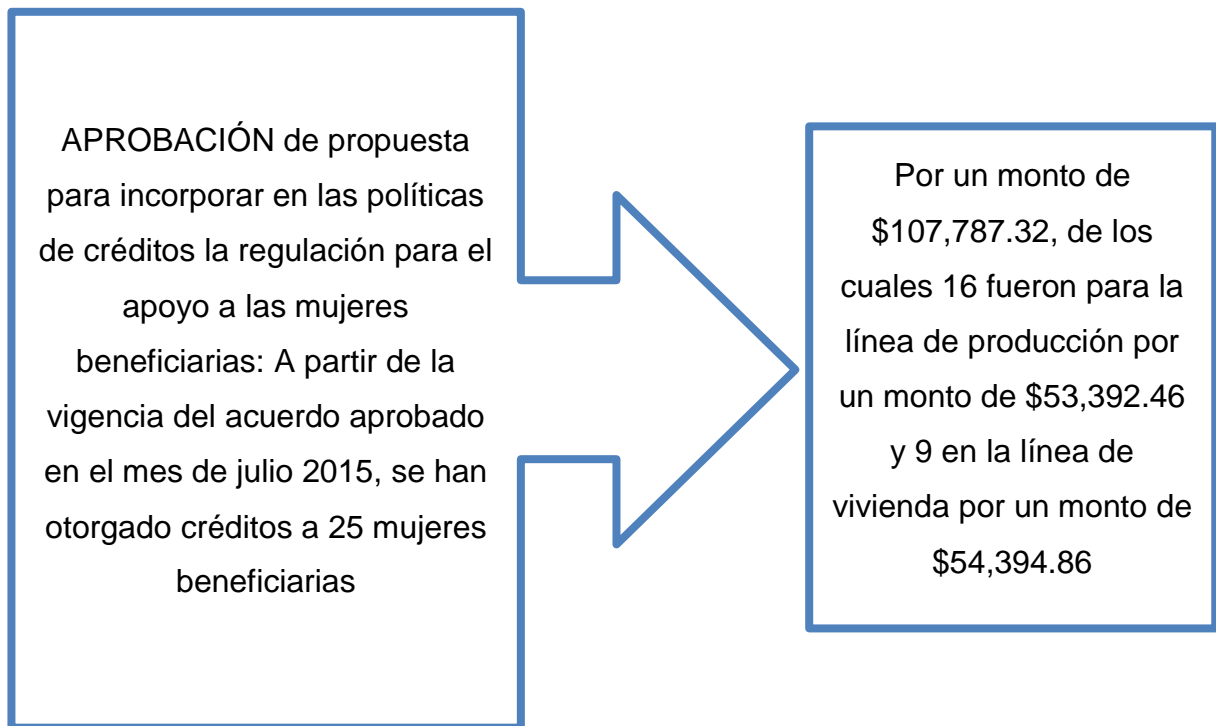 APROBACIÓN de propuesta
para incorporar en las políticas
de créditos la regulación para el
apoyo a las mujeres
beneficiarias: A partir de la
vigencia del acuerdo aprobado
en el mes de julio 2015, se han
otorgado créditos a 25 mujeres
beneficiarias
Por un monto de
$107,787.32, de los
cuales 16 fueron para la
línea de producción por
un monto de $53,392.46
y 9 en la línea de
vivienda por un monto de
$54,394.86